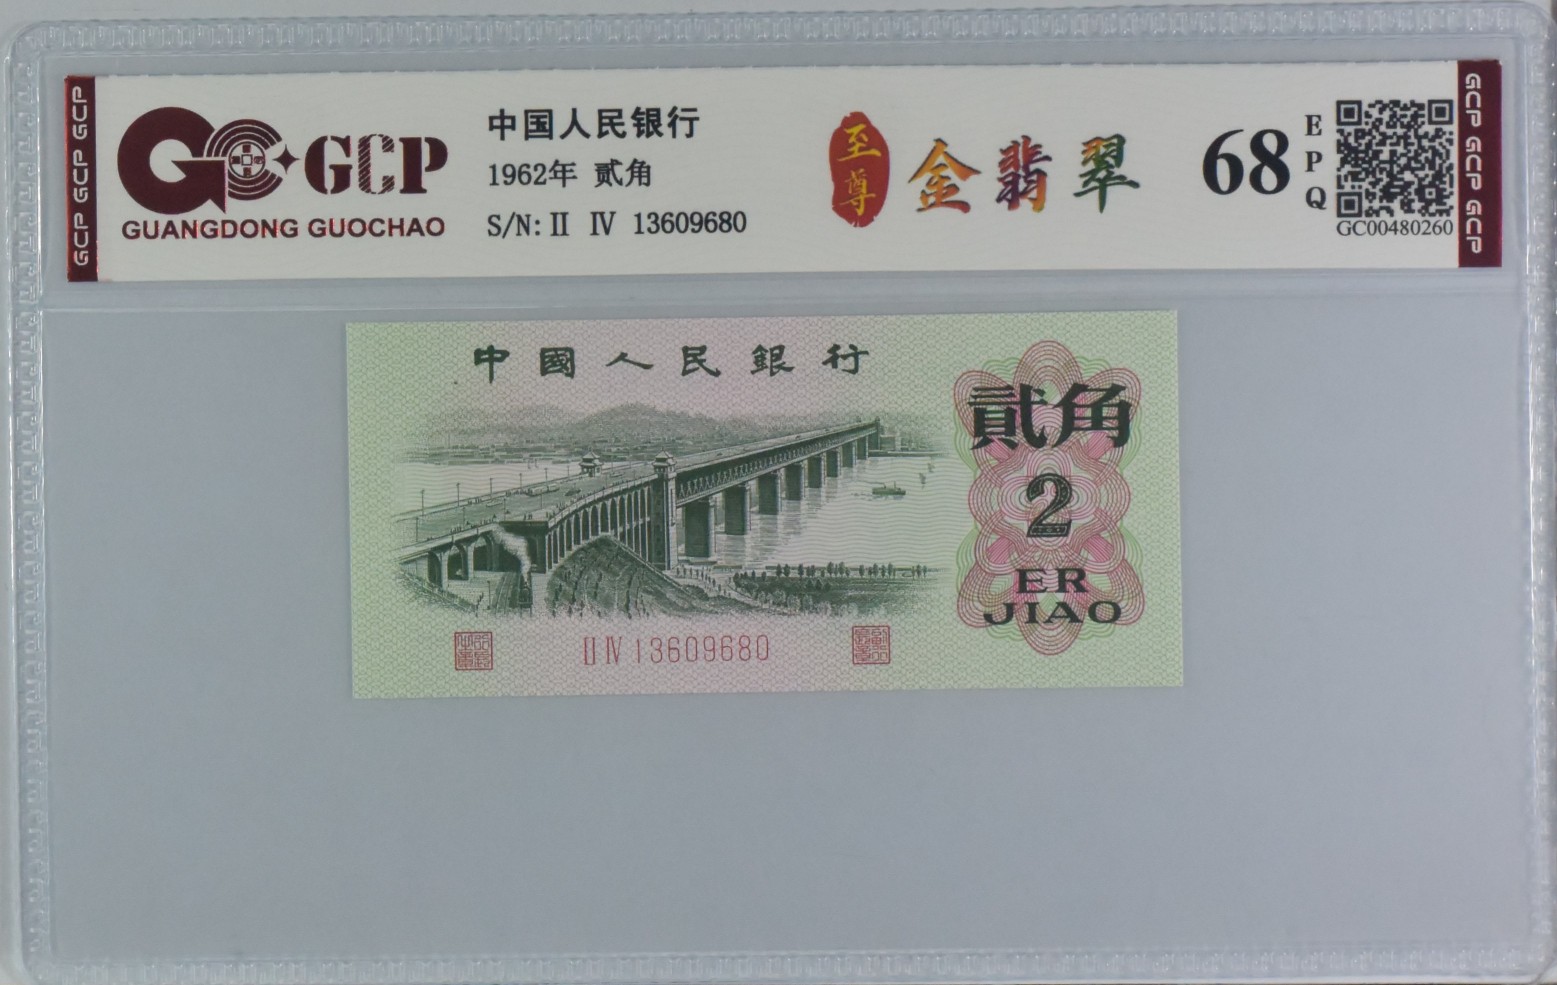 GCP GCP GCP
GCP
GUANGDONG GUOCHAO
中国人民银行
1962年 贰角
S/N: II IV 13609680
至尊
金翡翠
68
EPQ
GC00480260
GCP GCP GCP
中國人民銀行
貳角
2
ER
JIAO
II IV 13609680